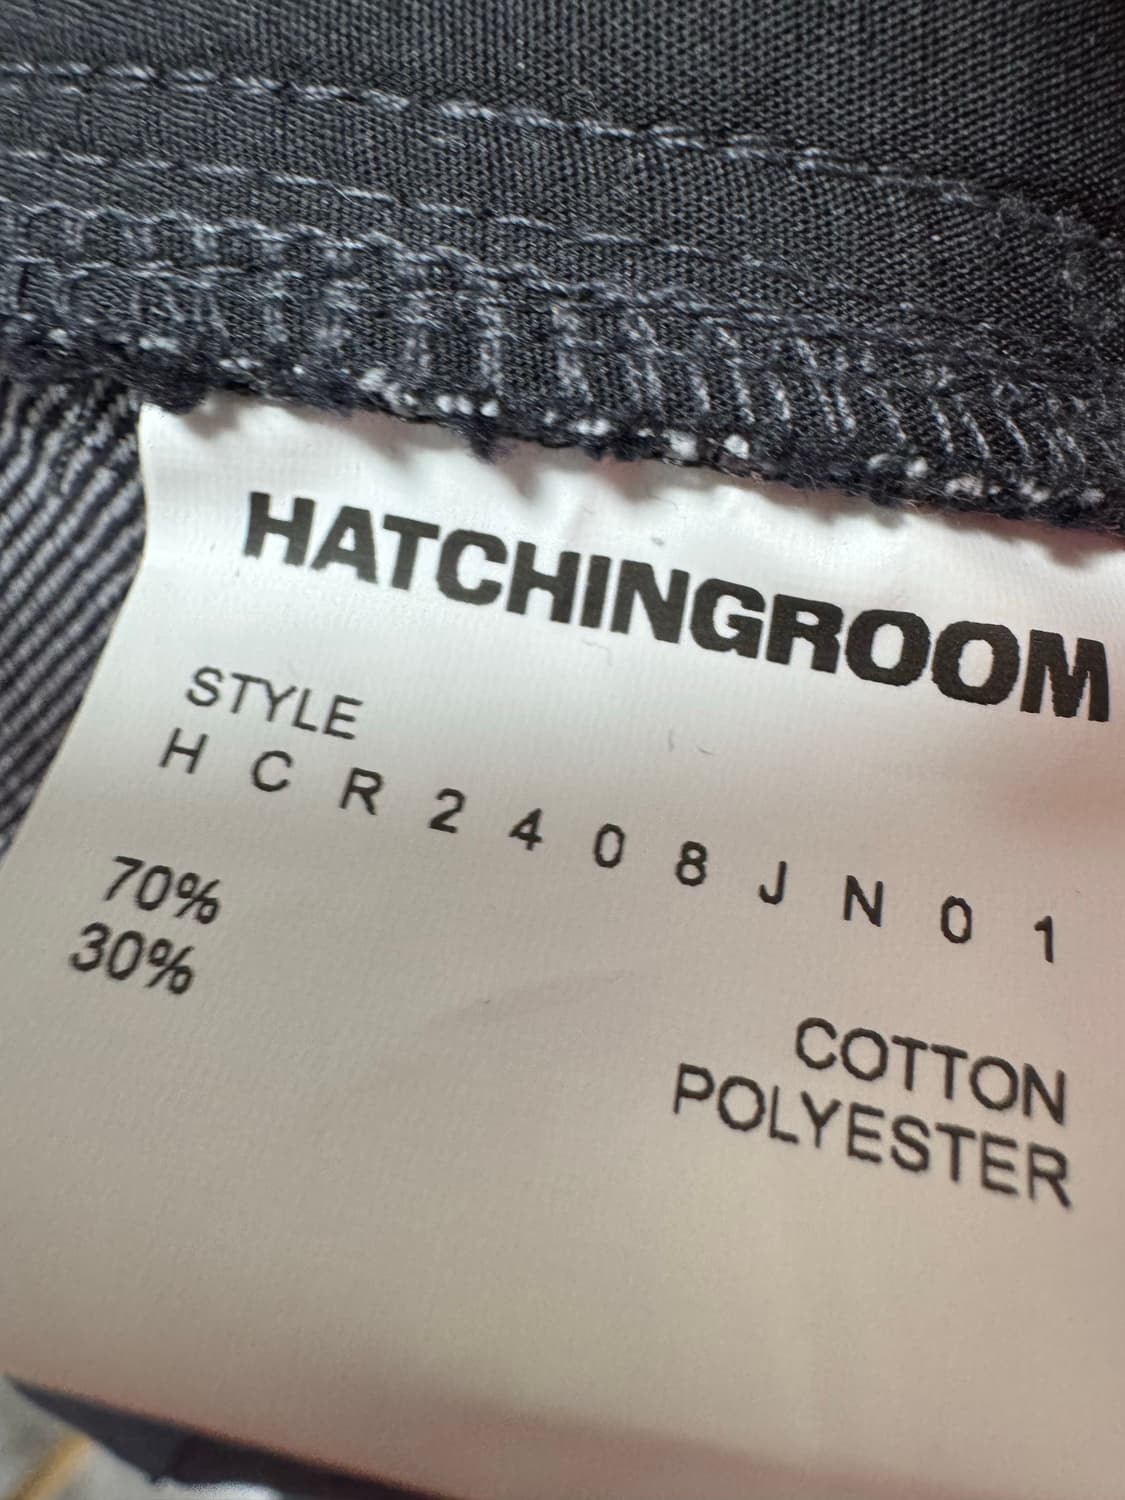 HATCHINGROOM
STYLE
H C R 2 4 0 8 J N 0 1
70% COTTON
30% POLYESTER